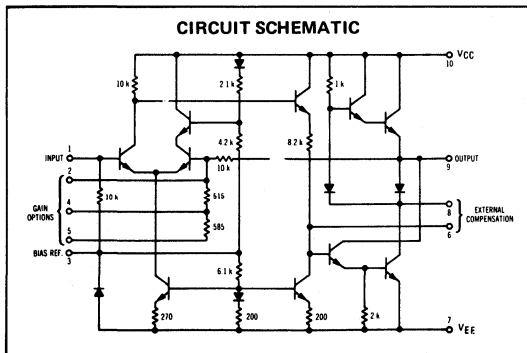 CIRCUIT SCHEMATIC
VCC
10
10 k
2.1 k
1 k
4.2 k
8.2 k
1
INPUT
10 k
OUTPUT
9
2
10 k
616
GAIN OPTIONS
4
585
8
EXTERNAL COMPENSATION
6
5
BIAS REF.
3
6.1 k
270
200
200
2 k
7
VEE